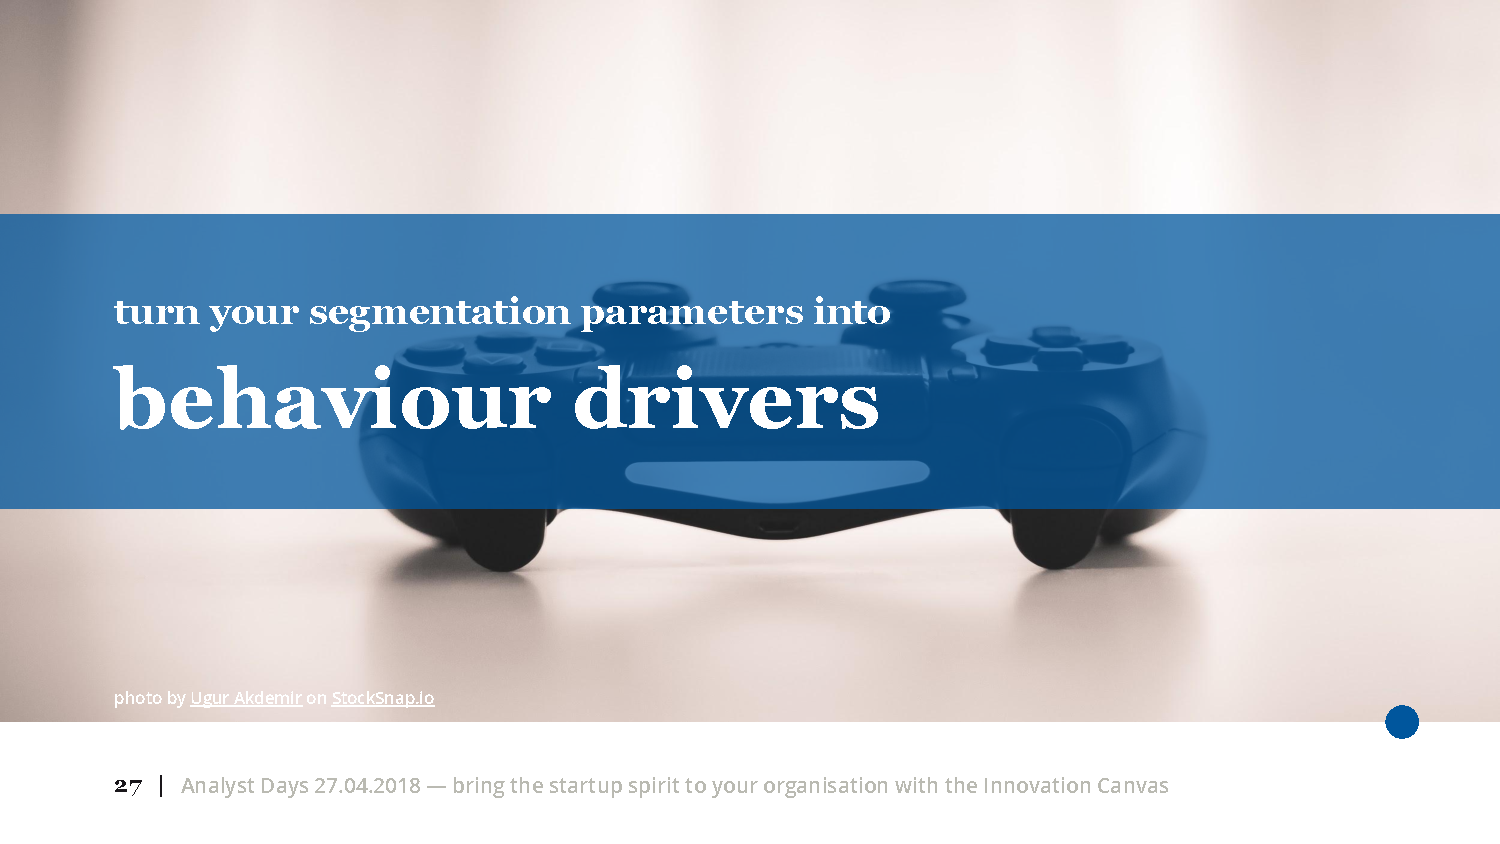 turn your segmentation parameters into
behaviour drivers
photo by Ugur Akdemir on StockSnap.io
27 | Analyst Days 27.04.2018 — bring the startup spirit to your organisation with the Innovation Canvas